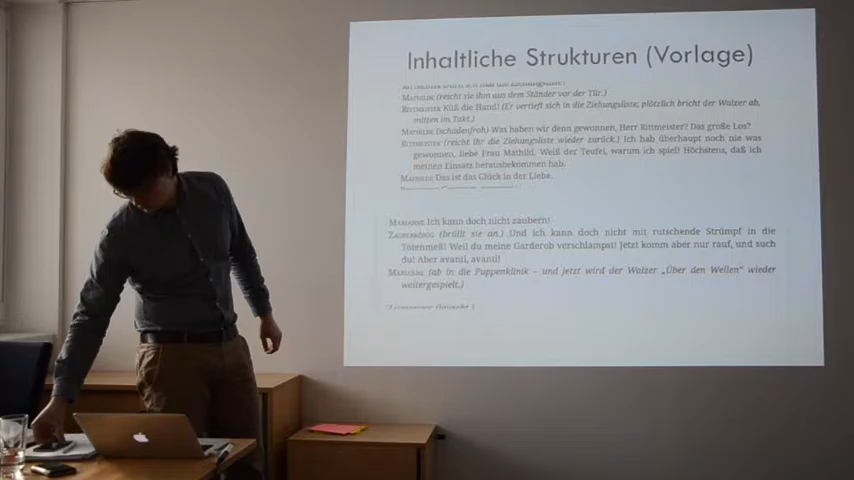 Inhaltliche Strukturen (Vorlage)
MATHILDE (reicht sie ihm aus dem Ständer vor der Tür.)
RITTMEISTER Küß die Hand! (Er vertieft sich in die Ziehungsliste, plötzlich bricht der Walzer ab,
mitten im Takt.)
MATHILDE (schadenfroh) Was haben wir denn gewonnen, Herr Rittmeister? Das große Los?
RITTMEISTER (reicht ihr die Ziehungsliste wieder zurück.) Ich hab überhaupt noch nie was
gewonnen, liebe Frau Mathild. Weiß der Teufel, warum ich spiel! Höchstens, daß ich
meinen Einsatz herausbekommen hab.
MATHILDE Das ist das Glück in der Liebe.
MARIANNE Ich kann doch nicht zaubern!
ZAUBERKÖNIG (brüllt sie an.) Und ich kann doch nicht mit rutschende Strümpf in die
Totenmeß! Weil du meine Garderob verschlampst! Jetzt komm aber nur rauf, und such
du! Aber avanti, avanti!
MARIANNE (ab in die Puppenklinik – und jetzt wird der Walzer „Über den Wellen“ wieder
weitergespielt.)